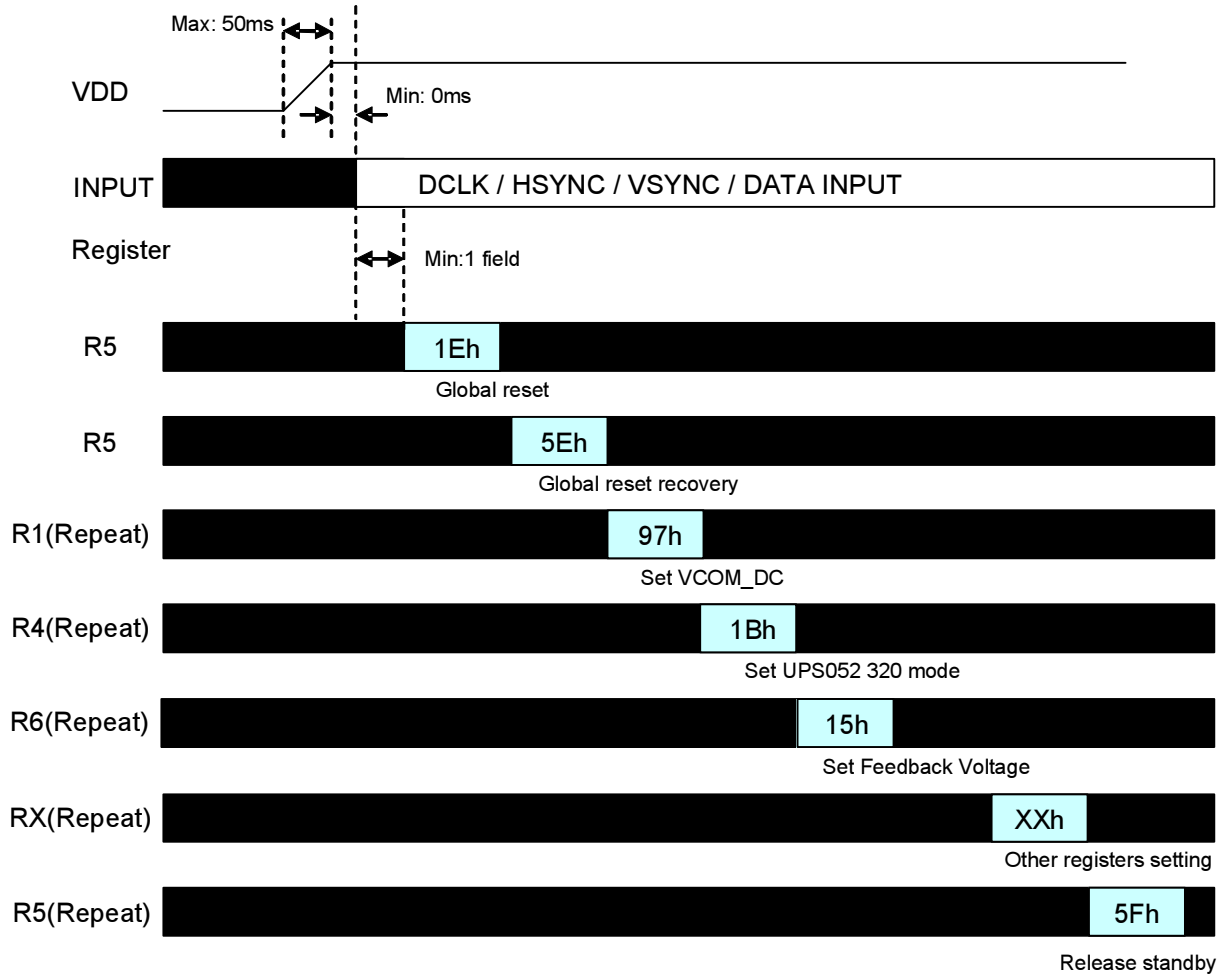 Max: 50ms
VDD
Min: 0ms
INPUT
DCLK / HSYNC / VSYNC / DATA INPUT
Register
Min:1 field
R5
1Eh
Global reset
R5
5Eh
Global reset recovery
R1(Repeat)
97h
Set VCOM_DC
R4(Repeat)
1Bh
Set UPS052 320 mode
R6(Repeat)
15h
Set Feedback Voltage
RX(Repeat)
XXh
Other registers setting
R5(Repeat)
5Fh
Release standby